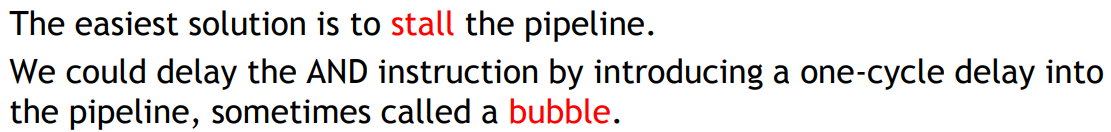 The easiest solution is to stall the pipeline.
We could delay the AND instruction by introducing a one-cycle delay into
the pipeline, sometimes called a bubble.